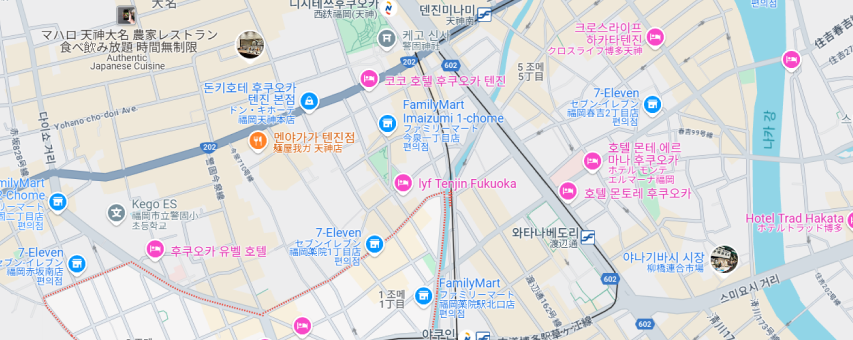 大名
マハロ 天神大名 農家レストラン
食べ飲み放題 時間無制限
Authentic
Japanese Cuisine
니시테쓰후쿠오카
西鉄福岡(天神)
덴진미나미
天神南
케고 신사
警固神社
크로스라이프
하카타텐진
クロスライフ博多天神
202
602
5 조메
5丁目
코코 호텔 후쿠오카 텐진
돈키호테 후쿠오카
텐진 본점
ドン・キホーテ
福岡天神本店
FamilyMart
Imaizumi 1-chome
ファミリーマート
今泉一丁目店
편의점
7-Eleven
セブン-イレブン
福岡春吉2丁目店
편의점
다이쇼 거리
Yohano-cho-dori Ave.
멘야가가 텐진점
麺屋我ガ 天神店
202
호텔 몬테 에르
마나 후쿠오카
ホテル モンテ
エルマーナ福岡
호텔 몬토레 후쿠오카
lyf Tenjin Fukuoka
FamilyMart
2-Chome
편의점
Kego ES
福岡市立警固小
초등학교
후쿠오카 유벨 호텔
7-Eleven
セブン-イレブン
福岡薬院1丁目店
편의점
7-Eleven
セブン-イレブン
福岡赤坂南店
편의점
와타나베도리
渡辺通
Hotel Trad Hakata
ホテルトラッド博多
야나기바시 시장
柳橋連合市場
나카강
스미요시 거리
1 조메
1丁目
FamilyMart
ファミリーマート
福岡薬院駅北口店
편의점
야쿠인
602